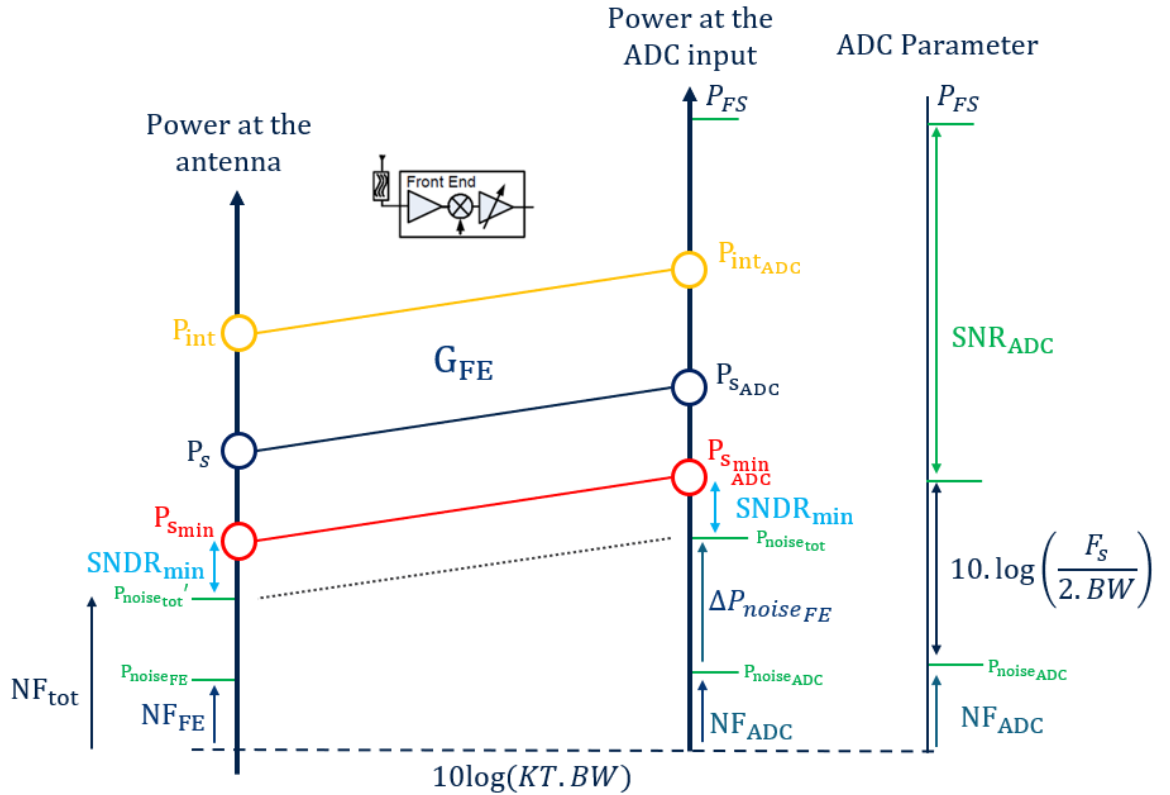 Power at the
antenna
Power at the
ADC input
ADC Parameter
P_FS
P_FS
Front End
P_int
P_int_ADC
SNR_ADC
G_FE
P_s
P_s_ADC
P_s_min
P_s_min_ADC
SNDR_min
SNDR_min
P_noise_tot'
P_noise_tot
10.log(F_s/2.BW)
ΔP_noise_FE
NF_tot
P_noise_FE
P_noise_ADC
P_noise_ADC
NF_FE
NF_ADC
NF_ADC
10log(KT.BW)